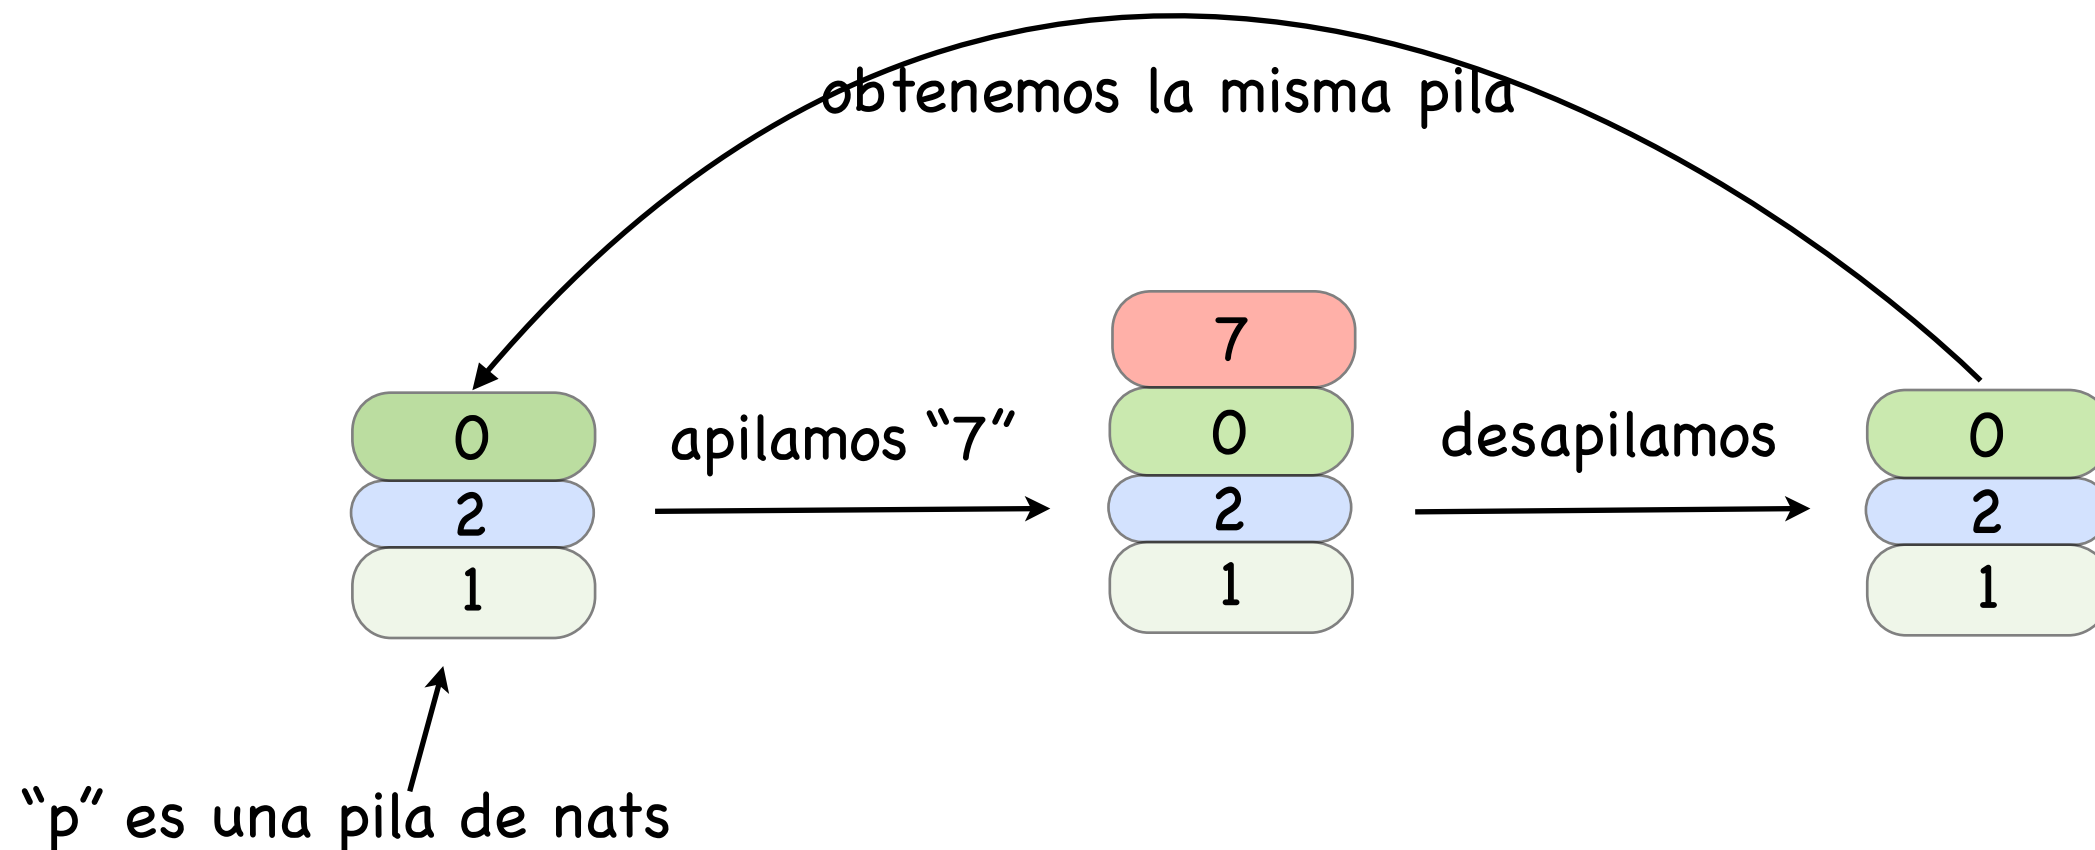 obtenemos la misma pila
7
0
2
1
apilamos “7”
0
2
1
desapilamos
0
2
1
“p” es una pila de nats